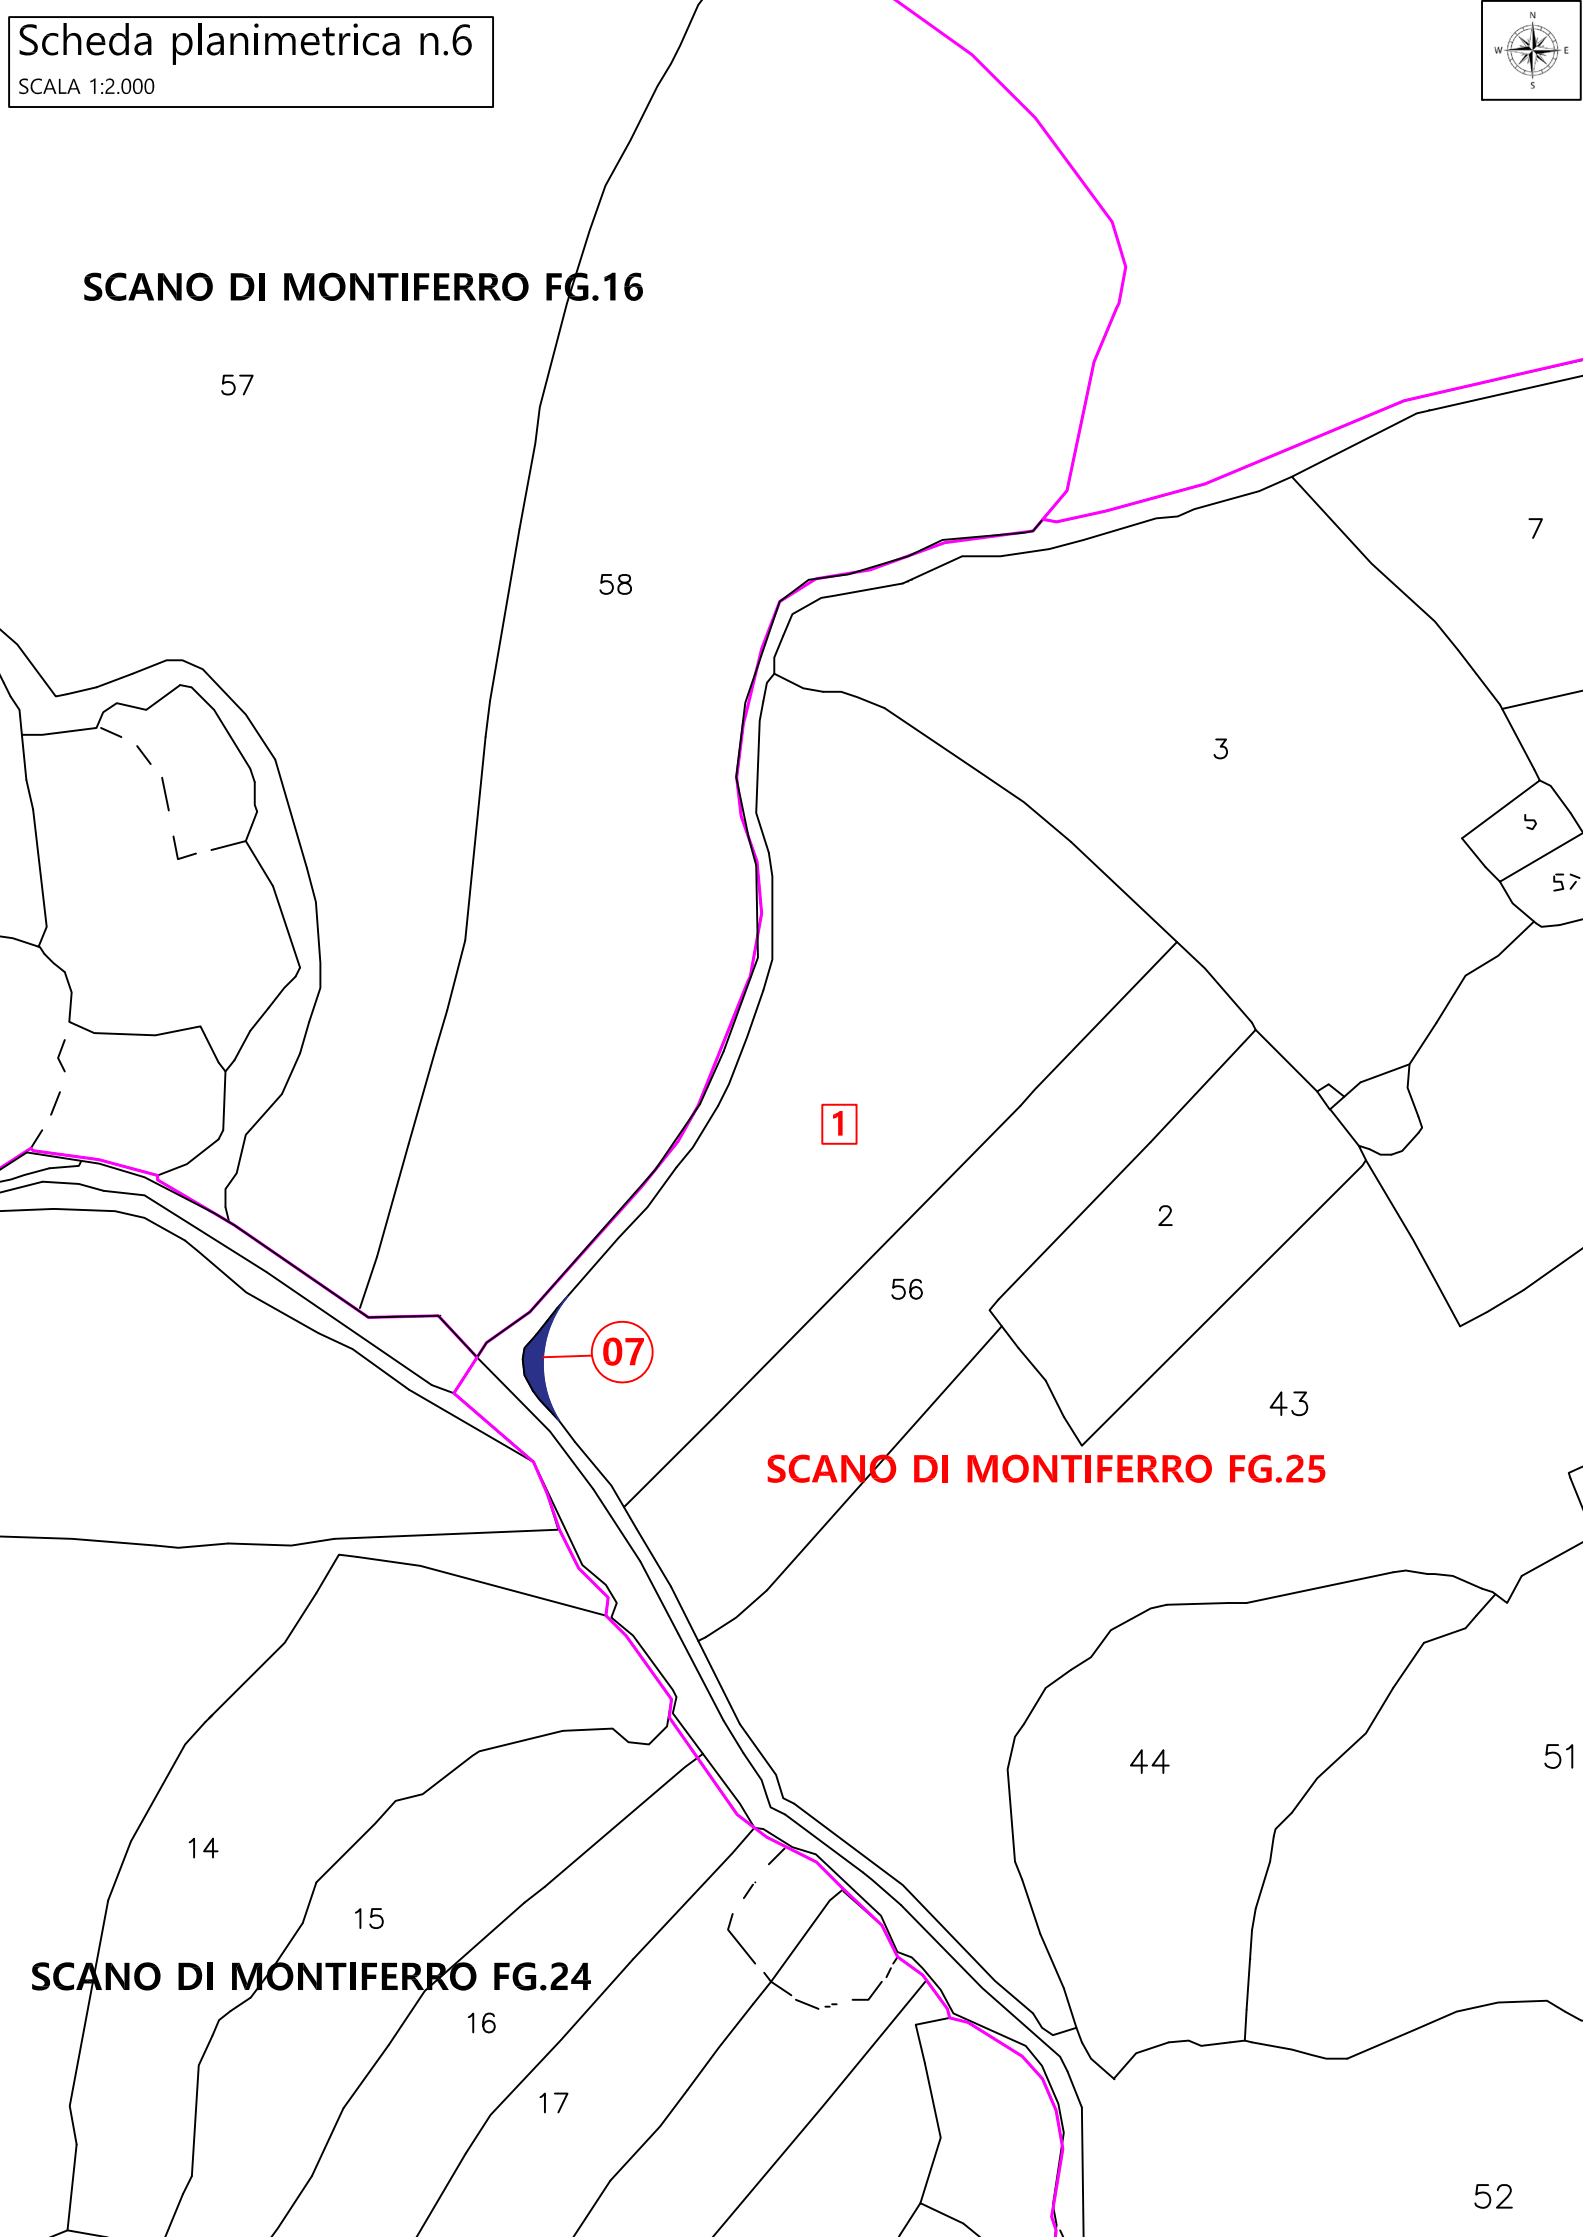 Scheda planimetrica n.6
SCALA 1:2.000
N
W E
S
SCANO DI MONTIFERRO FG.16
57
58
7
3
5
57
1
2
56
07
43
SCANO DI MONTIFERRO FG.25
44
51
14
15
SCANO DI MONTIFERRO FG.24
16
17
52